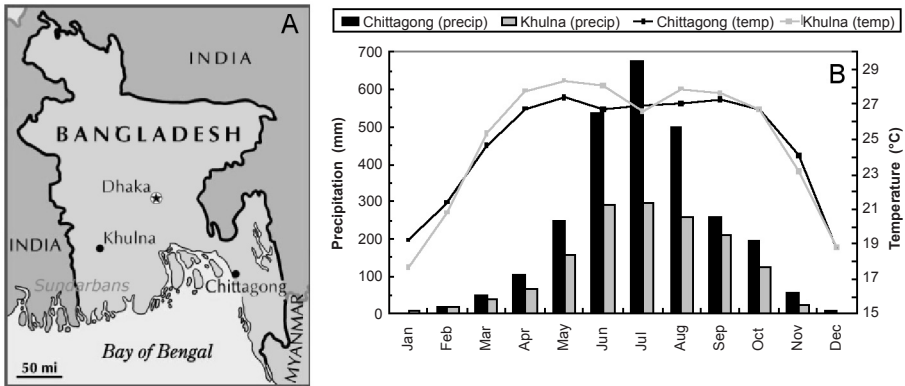 A
INDIA
BANGLADESH
Dhaka
INDIA
Khulna
Sundarbans
Chittagong
MYANMAR
Bay of Bengal
50 mi
Chittagong (precip) Khulna (precip) Chittagong (temp) Khulna (temp)
B
Precipitation (mm)
700
600
500
400
300
200
100
0
Temperature (°C)
29
27
25
23
21
19
17
15
Jan Feb Mar Apr May Jun Jul Aug Sep Oct Nov Dec